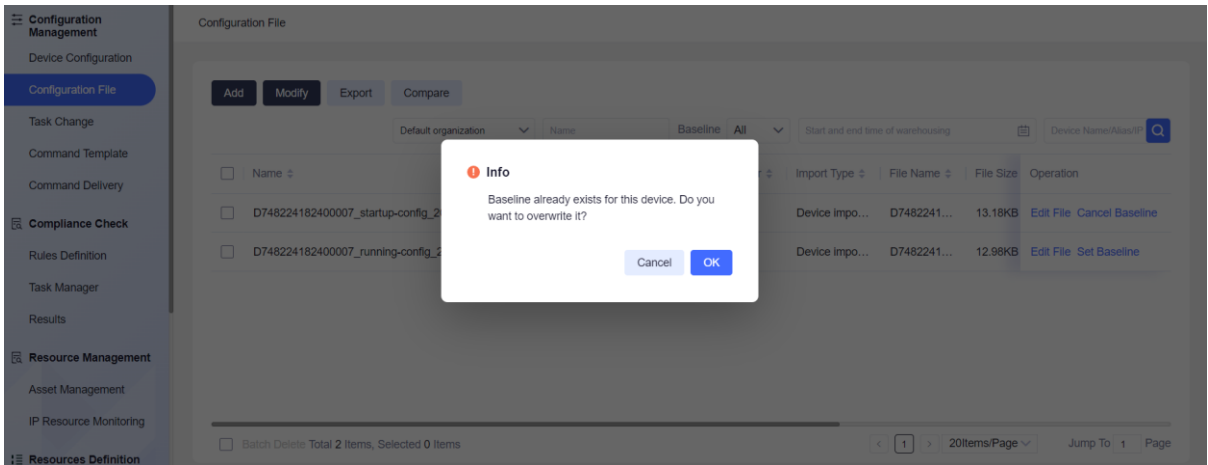 Configuration
Management
Device Configuration
Configuration File
Task Change
Command Template
Command Delivery
Compliance Check
Rules Definition
Task Manager
Results
Resource Management
Asset Management
IP Resource Monitoring
Resources Definition
Configuration File
Add Modify Export Compare
Default organization Name Baseline All Start and end time of warehousing Device Name/Alias/IP
Name Import Type File Name File Size Operation
D748224182400007_startup-config_2 Device impo... D7482241... 13.18KB Edit File Cancel Baseline
D748224182400007_running-config_2 Device impo... D7482241... 12.98KB Edit File Set Baseline
Info
Baseline already exists for this device. Do you
want to overwrite it?
Cancel OK
Batch Delete Total 2 Items, Selected 0 Items < 1 > 20Items/Page Jump To 1 Page